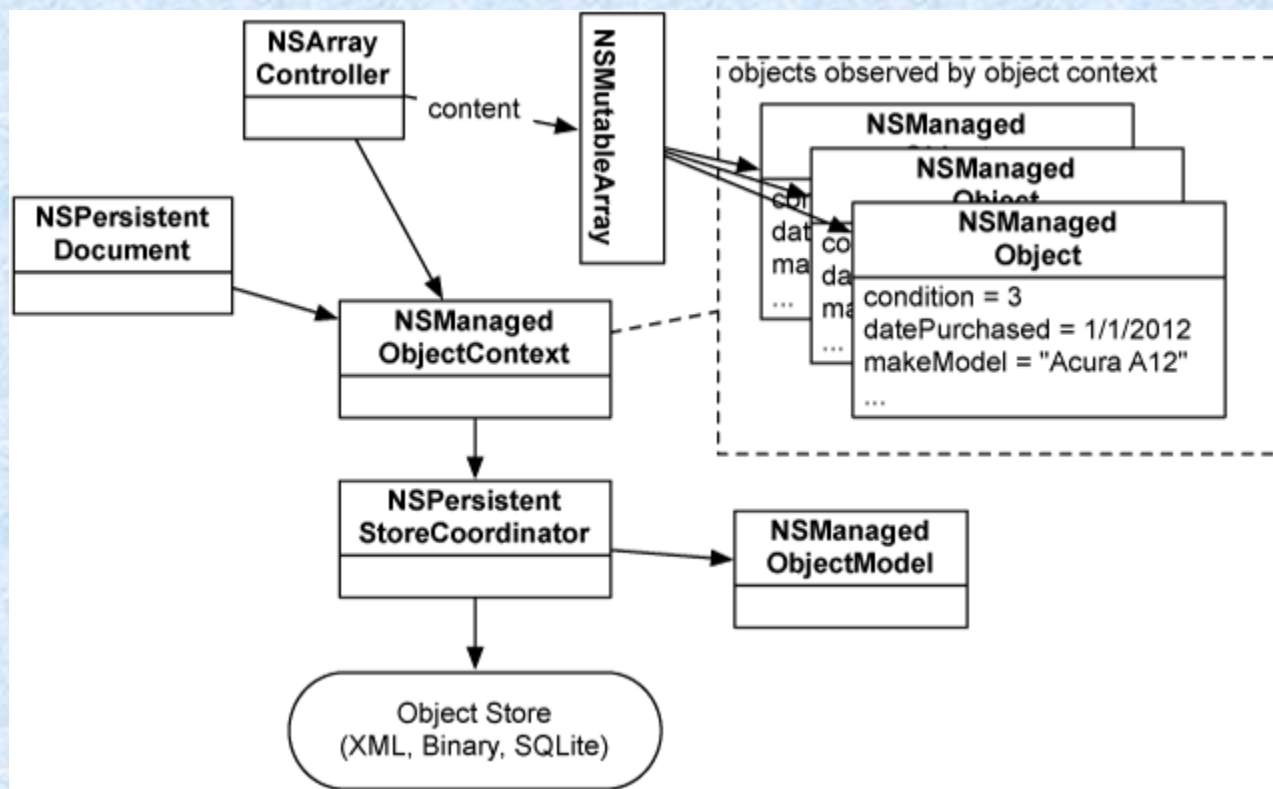 NSArray
Controller
content
NSMutableArray
objects observed by object context
NSManaged
NSManaged
Object
NSManaged
Object
condition = 3
datePurchased = 1/1/2012
makeModel = "Acura A12"
...
...
...
NSPersistent
Document
NSManaged
ObjectContext
NSPersistent
StoreCoordinator
NSManaged
ObjectModel
Object Store
(XML, Binary, SQLite)